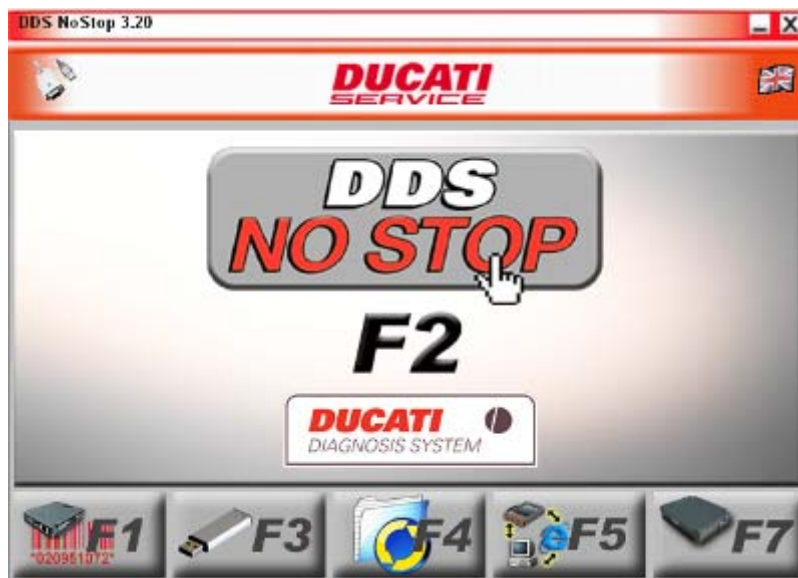 DDS NoStop 3.20
DUCATI
SERVICE
DDS
NO STOP
F2
DUCATI
DIAGNOSIS SYSTEM
F1
"020951072"
F3
F4
F5
F7